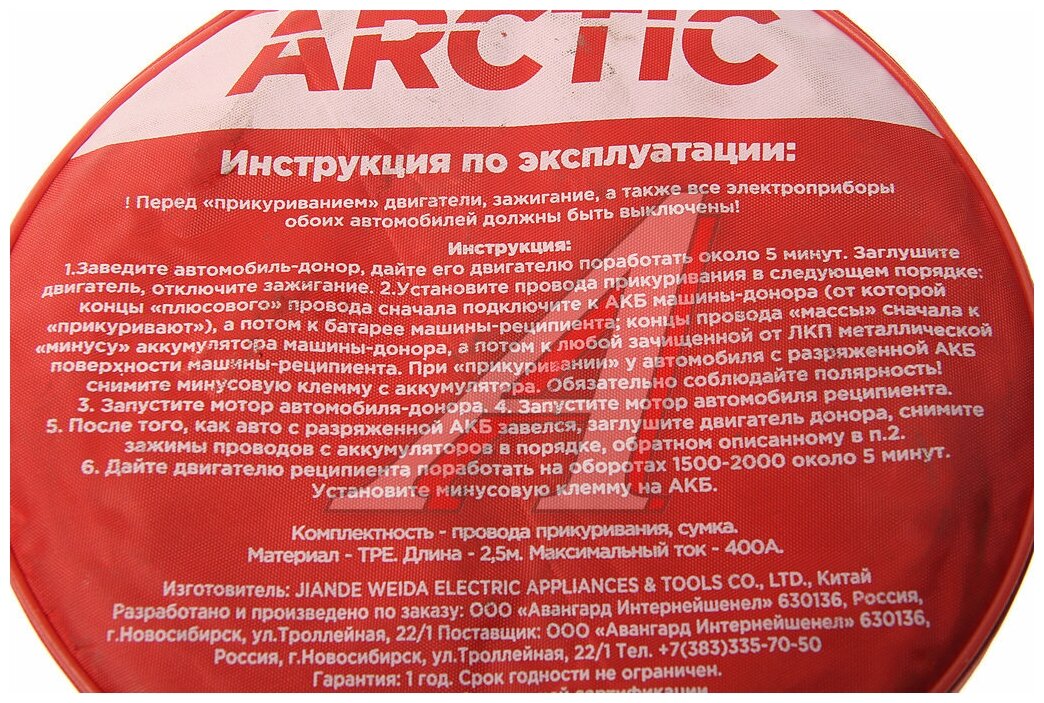 ARCTIC
Инструкция по эксплуатации:
! Перед «прикуриванием» двигатели, зажигание, а также все электроприборы
обоих автомобилей должны быть выключены!
Инструкция:
1.Заведите автомобиль-донор, дайте его двигателю поработать около 5 минут. Заглушите
двигатель, отключите зажигание. 2.Установите провода прикуривания в следующем порядке:
концы «плюсового» провода сначала подключите к АКБ машины-донора (от которой
«прикуривают»), а потом к батарее машины-реципиента; концы провода «массы» сначала к
«минусу» аккумулятора машины-донора, а потом к любой зачищенной от ЛКП металлической
поверхности машины-реципиента. При «прикуривании» у автомобиля с разряженной АКБ
снимите минусовую клемму с аккумулятора. Обязательно соблюдайте полярность!
3. Запустите мотор автомобиля-донора. 4. Запустите мотор автомобиля реципиента.
5. После того, как авто с разряженной АКБ завелся, заглушите двигатель донора, снимите
зажимы проводов с аккумуляторов в порядке, обратном описанному в п.2.
6. Дайте двигателю реципиента поработать на оборотах 1500-2000 около 5 минут.
Установите минусовую клемму на АКБ.
Комплектность - провода прикуривания, сумка.
Материал - TPE. Длина - 2,5м. Максимальный ток - 400А.
Изготовитель: JIANDE WEIDA ELECTRIC APPLIANCES & TOOLS CO., LTD., Китай
Разработано и произведено по заказу: ООО «Авангард Интернейшенел» 630136, Россия,
г.Новосибирск, ул.Троллейная, 22/1 Поставщик: ООО «Авангард Интернейшенел» 630136,
Россия, г.Новосибирск, ул.Троллейная, 22/1 Тел. +7(383)335-70-50
Гарантия: 1 год. Срок годности не ограничен.
сертификации